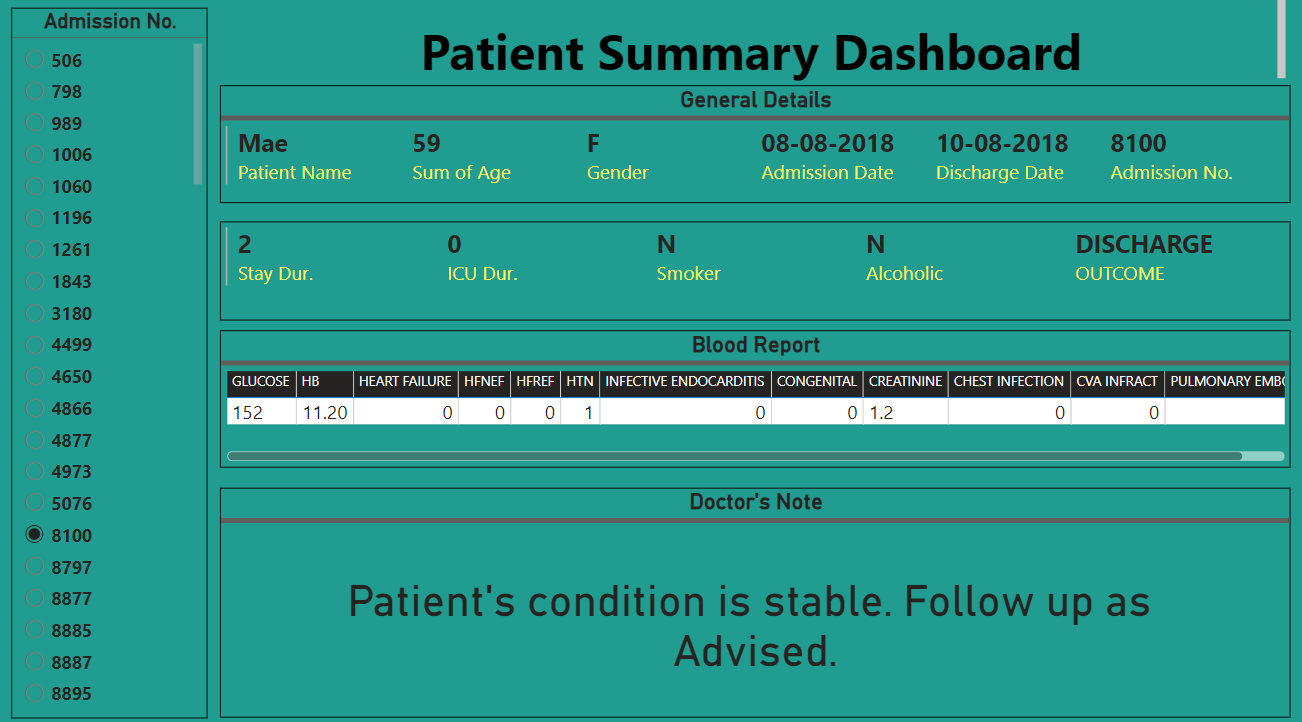 Admission No.
506
798
989
1006
1060
1196
1261
1843
3180
4499
4650
4866
4877
4973
5076
8100
8797
8877
8885
8887
8895
Patient Summary Dashboard
General Details
Mae 59 F 08-08-2018 10-08-2018 8100
Patient Name Sum of Age Gender Admission Date Discharge Date Admission No.
2 0 N N DISCHARGE
Stay Dur. ICU Dur. Smoker Alcoholic OUTCOME
Blood Report
GLUCOSE HB HEART FAILURE HFNEF HFREF HTN INFECTIVE ENDOCARDITIS CONGENITAL CREATININE CHEST INFECTION CVA INFRACT PULMONARY
152 11.20 0 0 0 1 0 0 1.2 0 0
Doctor's Note
Patient's condition is stable. Follow up as
Advised.